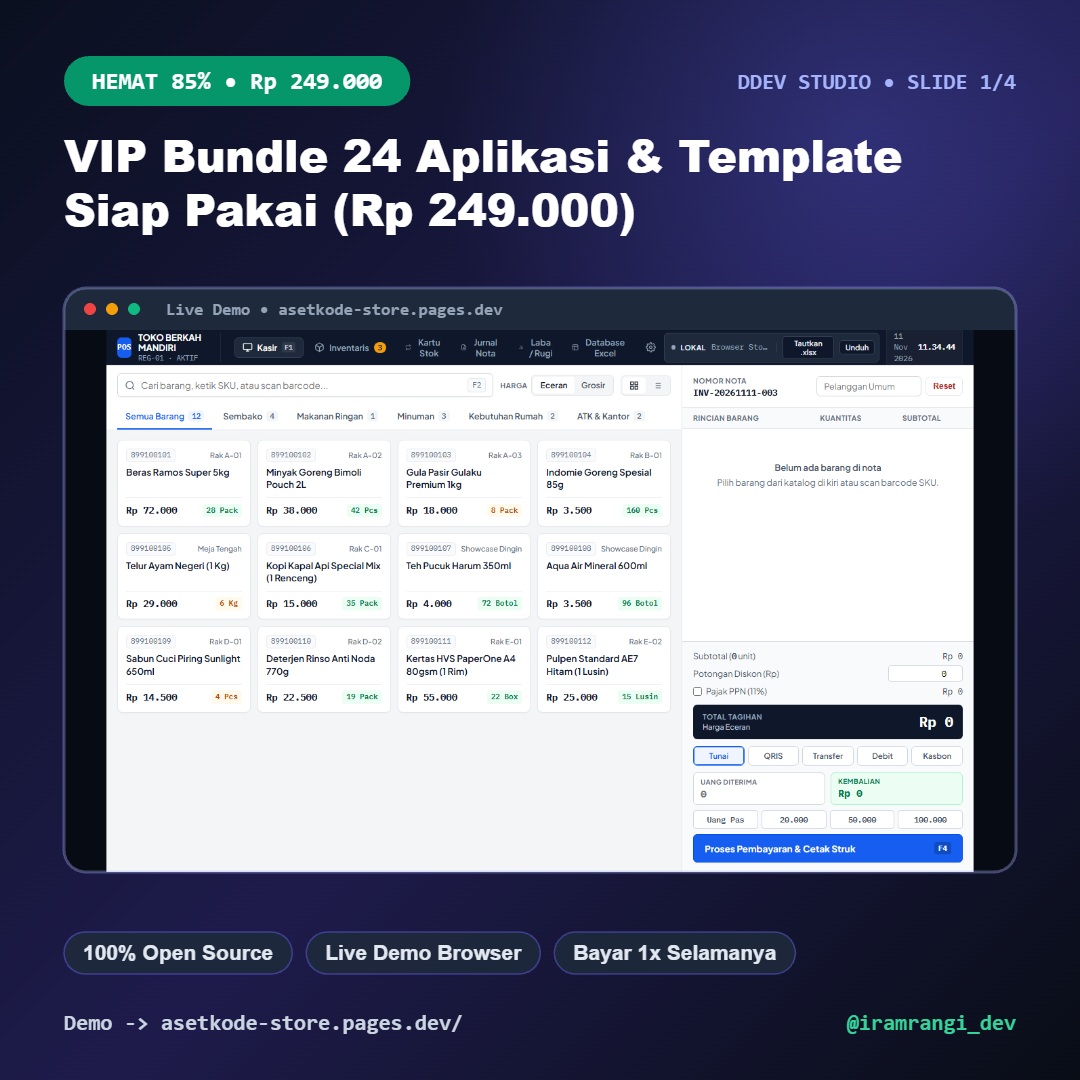 HEMAT 85% • Rp 249.000
DDEV STUDIO • SLIDE 1/4
VIP Bundle 24 Aplikasi & Template
Siap Pakai (Rp 249.000)
Live Demo • asetkode-store.pages.dev
POS
TOKO BERKAH
MANDIRI
REG-01 - AKTIF
Kasir F1
Inventaris 3
Kartu
Stok
Jurnal
Nota
Laba
/Rugi
Database
Excel
LOKAL Browser Sto…
Tautkan
.xlsx
Unduh
11
Nov
2026
11.34.44
Cari barang, ketik SKU, atau scan barcode... F2
HARGA Eceran Grosir
Semua Barang 12 Sembako 4 Makanan Ringan 1 Minuman 3 Kebutuhan Rumah 2 ATK & Kantor 2
899100101 Rak A-01
Beras Ramos Super 5kg
Rp 72.000 28 Pack
899100102 Rak A-02
Minyak Goreng Bimoli
Pouch 2L
Rp 38.000 42 Pcs
899100103 Rak A-03
Gula Pasir Gulaku
Premium 1kg
Rp 18.000 8 Pack
899100104 Rak B-01
Indomie Goreng Spesial
85g
Rp 3.500 160 Pcs
899100105 Meja Tengah
Telur Ayam Negeri (1 Kg)
Rp 29.000 6 Kg
899100106 Rak C-01
Kopi Kapal Api Special Mix
(1 Renceng)
Rp 15.000 35 Pack
899100107 Showcase Dingin
Teh Pucuk Harum 350ml
Rp 4.000 72 Botol
899100108 Showcase Dingin
Aqua Air Mineral 600ml
Rp 3.500 96 Botol
899100109 Rak D-01
Sabun Cuci Piring Sunlight
650ml
Rp 14.500 4 Pcs
899100110 Rak D-02
Deterjen Rinso Anti Noda
770g
Rp 22.500 19 Pack
899100111 Rak E-01
Kertas HVS PaperOne A4
80gsm (1 Rim)
Rp 55.000 22 Box
899100112 Rak E-02
Pulpen Standard AE7
Hitam (1 Lusin)
Rp 25.000 15 Lusin
NOMOR NOTA
INV-20261111-003
Pelanggan Umum
Reset
RINCIAN BARANG KUANTITAS SUBTOTAL
Belum ada barang di nota
Pilih barang dari katalog di kiri atau scan barcode SKU.
Subtotal (0 unit) Rp 0
Potongan Diskon (Rp) 0
Pajak PPN (11%) Rp 0
TOTAL TAGIHAN
Harga Eceran
Rp 0
Tunai QRIS Transfer Debit Kasbon
UANG DITERIMA
0
KEMBALIAN
Rp 0
Uang Pas 20.000 50.000 100.000
Proses Pembayaran & Cetak Struk F4
100% Open Source
Live Demo Browser
Bayar 1x Selamanya
Demo -> asetkode-store.pages.dev/
@iramrangi_dev